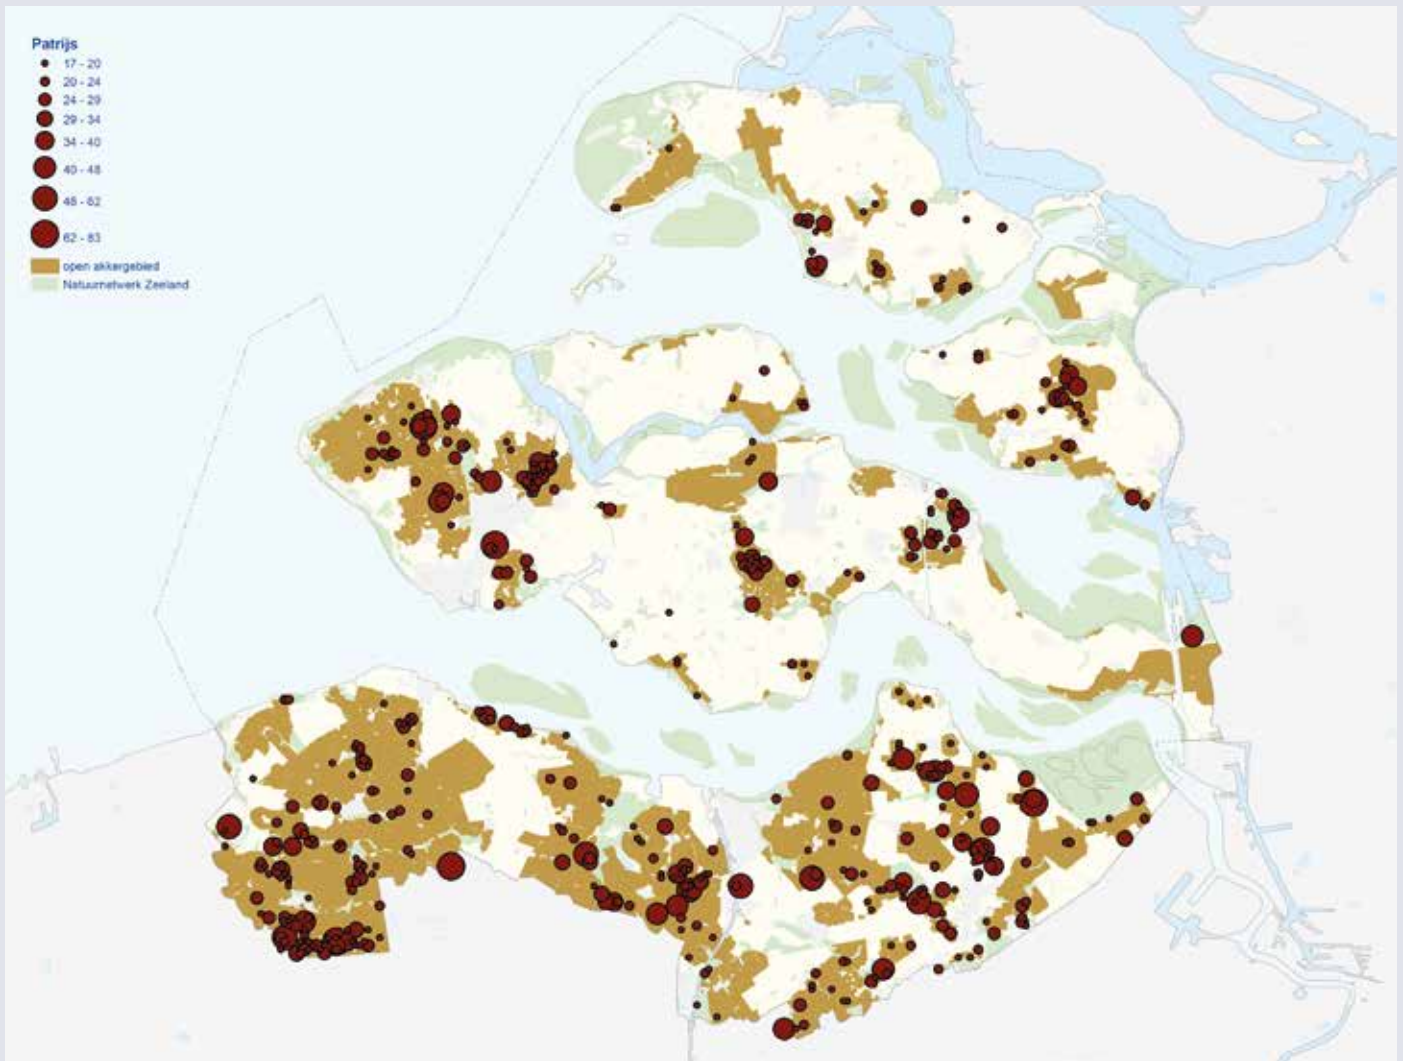 Patrijs
17 - 20
20 - 24
24 - 29
29 - 34
34 - 40
40 - 48
48 - 62
62 - 83
open akkergebied
Natuurnetwerk Zeeland